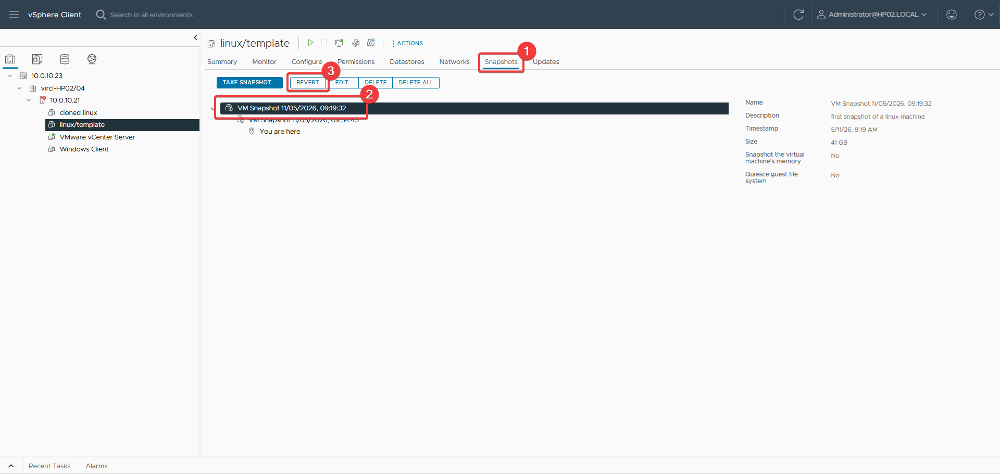 vSphere Client
Search in all environments
Administrator@HP02.LOCAL
linux/template
ACTIONS
Summary
Monitor
Configure
Permissions
Datastores
Networks
Snapshots
1
Updates
TAKE SNAPSHOT...
REVERT
3
EDIT
DELETE
DELETE ALL
10.0.10.23
vircl-HP02/04
10.0.10.21
cloned linux
linux/template
VMware vCenter Server
Windows Client
2
VM Snapshot 11/05/2026, 09:19:32
VM Snapshot 11/05/2026, 09:34:45
You are here
Name
VM Snapshot 11/05/2026, 09:19:32
Description
first snapshot of a linux machine
Timestamp
5/11/26, 9:19 AM
Size
41 GB
Snapshot the virtual
machine's memory
No
Quiesce guest file
system
No
Recent Tasks
Alarms